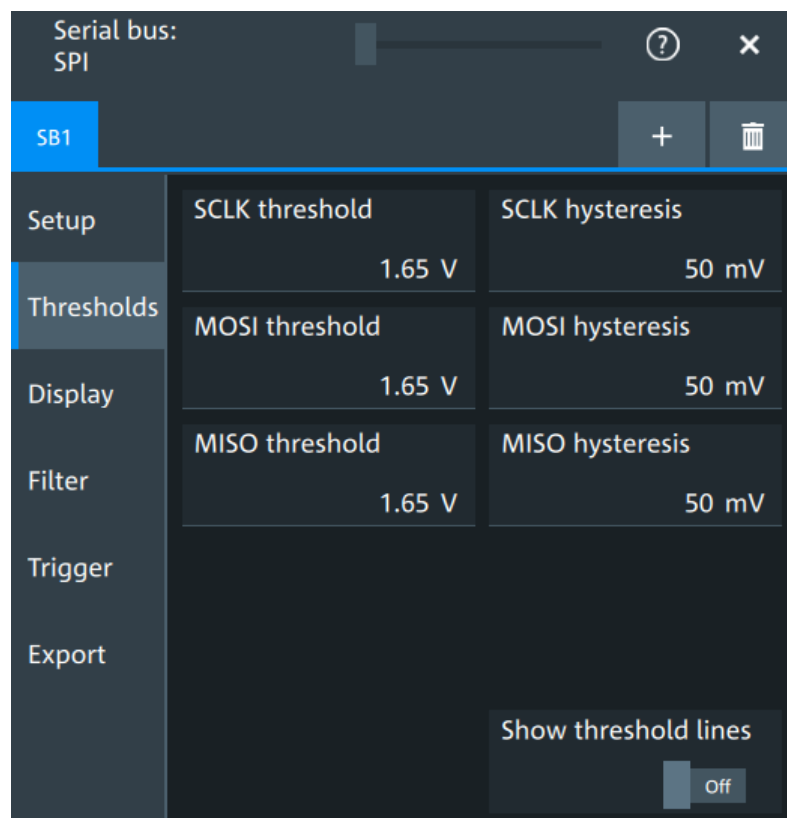 Serial bus:
SPI
?
×
SB1
+
Setup
Thresholds
Display
Filter
Trigger
Export
SCLK threshold
1.65 V
SCLK hysteresis
50 mV
MOSI threshold
1.65 V
MOSI hysteresis
50 mV
MISO threshold
1.65 V
MISO hysteresis
50 mV
Show threshold lines
Off